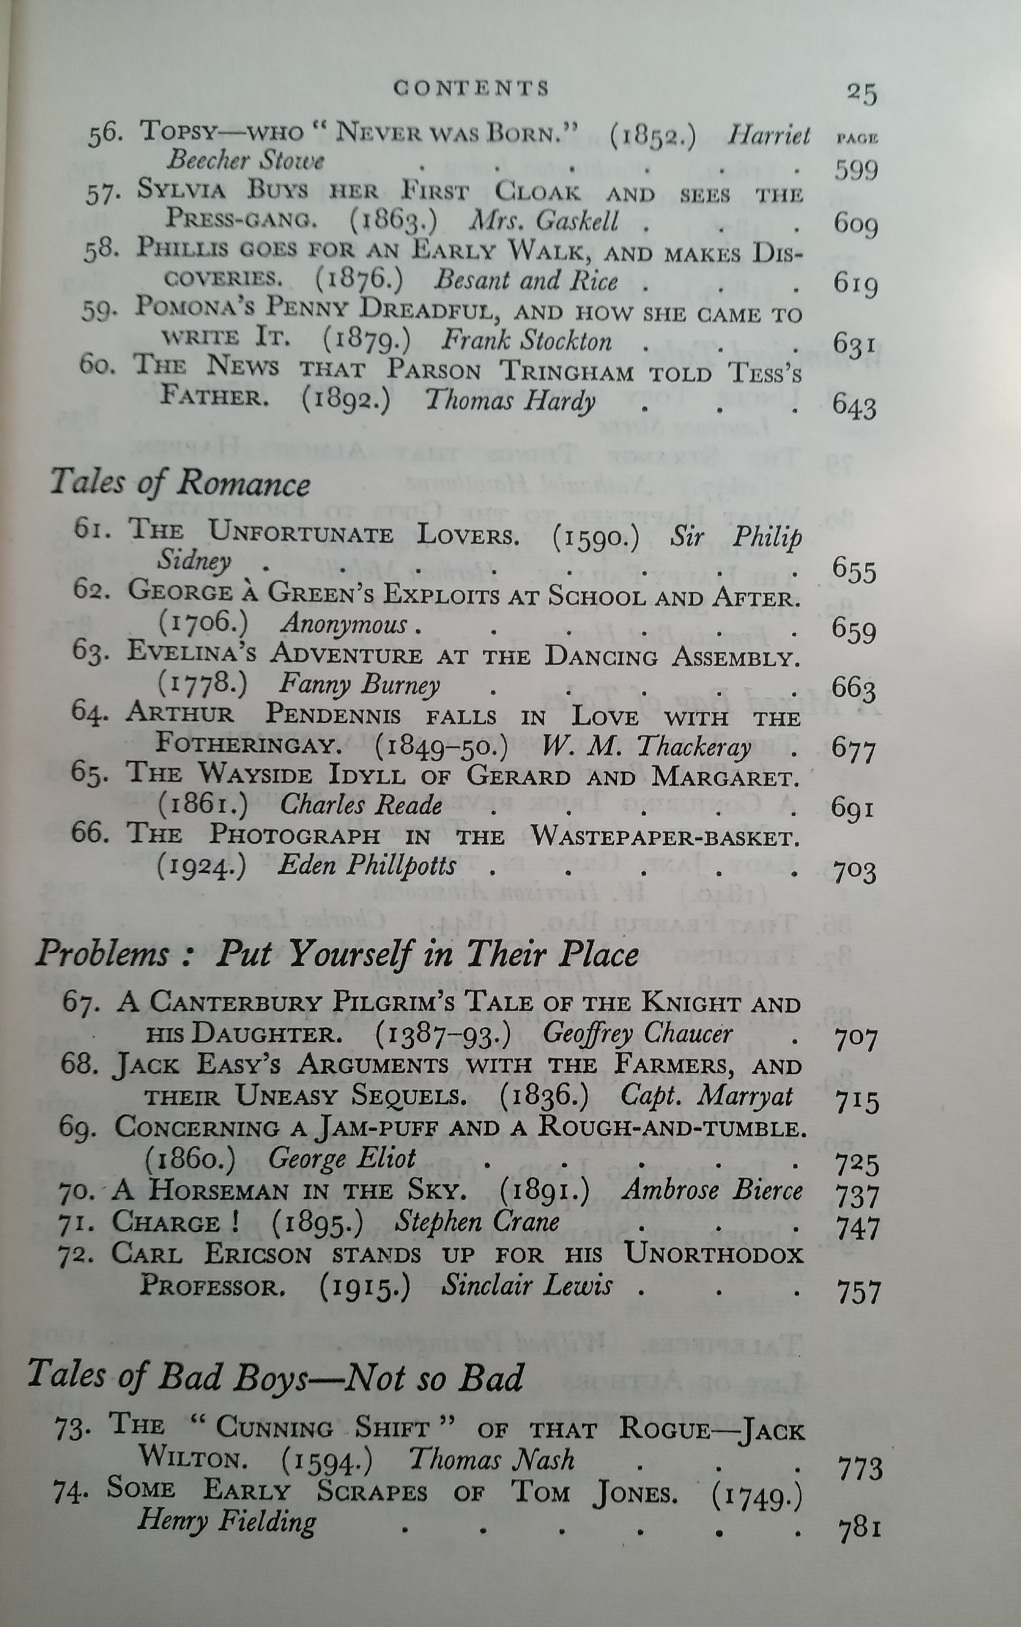 CONTENTS 25
56. TOPSY—WHO “ NEVER WAS BORN.” (1852.) Harriet PAGE
Beecher Stowe . . . . . . 599
57. SYLVIA BUYS HER FIRST CLOAK AND SEES THE
PRESS-GANG. (1863.) Mrs. Gaskell . . . 609
58. PHILLIS GOES FOR AN EARLY WALK, AND MAKES DIS-
COVERIES. (1876.) Besant and Rice . . . 619
59. POMONA’S PENNY DREADFUL, AND HOW SHE CAME TO
WRITE IT. (1879.) Frank Stockton . . . 631
60. THE NEWS THAT PARSON TRINGHAM TOLD TESS’S
FATHER. (1892.) Thomas Hardy . . . 643
Tales of Romance
61. THE UNFORTUNATE LOVERS. (1590.) Sir Philip
Sidney . . . . . . . . 655
62. GEORGE À GREEN’S EXPLOITS AT SCHOOL AND AFTER.
(1706.) Anonymous . . . . . . 659
63. EVELINA’S ADVENTURE AT THE DANCING ASSEMBLY.
(1778.) Fanny Burney . . . . . 663
64. ARTHUR PENDENNIS FALLS IN LOVE WITH THE
FOTHERINGAY. (1849–50.) W. M. Thackeray . 677
65. THE WAYSIDE IDYLL OF GERARD AND MARGARET.
(1861.) Charles Reade . . . . . 691
66. THE PHOTOGRAPH IN THE WASTEPAPER-BASKET.
(1924.) Eden Phillpotts . . . . . 703
Problems : Put Yourself in Their Place
67. A CANTERBURY PILGRIM’S TALE OF THE KNIGHT AND
HIS DAUGHTER. (1387–93.) Geoffrey Chaucer . 707
68. JACK EASY’S ARGUMENTS WITH THE FARMERS, AND
THEIR UNEASY SEQUELS. (1836.) Capt. Marryat 715
69. CONCERNING A JAM-PUFF AND A ROUGH-AND-TUMBLE.
(1860.) George Eliot . . . . . 725
70. A HORSEMAN IN THE SKY. (1891.) Ambrose Bierce 737
71. CHARGE ! (1895.) Stephen Crane . . . 747
72. CARL ERICSON STANDS UP FOR HIS UNORTHODOX
PROFESSOR. (1915.) Sinclair Lewis . . . 757
Tales of Bad Boys—Not so Bad
73. THE “ CUNNING SHIFT ” OF THAT ROGUE—JACK
WILTON. (1594.) Thomas Nash . . . 773
74. SOME EARLY SCRAPES OF TOM JONES. (1749.)
Henry Fielding . . . . . . 781